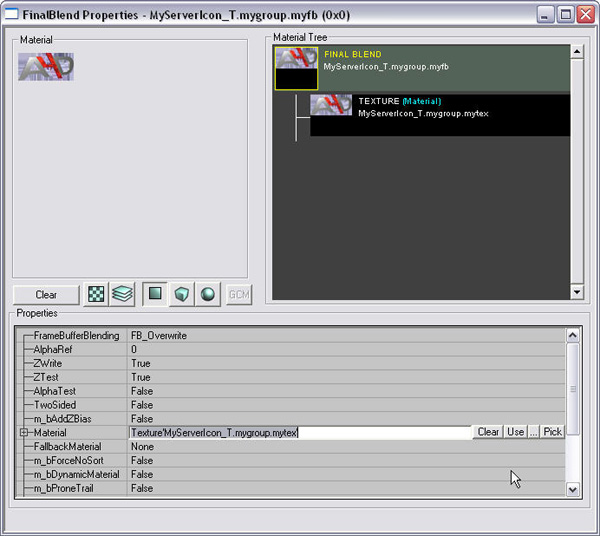 FinalBlend Properties - MyServerIcon_T.mygroup.myfb (0x0)
Material
Material Tree
FINAL BLEND
MyServerIcon_T.mygroup.myfb
TEXTURE (Material)
MyServerIcon_T.mygroup.mytex
Clear
GCM
Properties
FrameBufferBlending FB_Overwrite
AlphaRef 0
ZWrite True
ZTest True
AlphaTest False
TwoSided False
m_bAddZBias False
Material Texture'MyServerIcon_T.mygroup.mytex' Clear Use ... Pick
FallbackMaterial None
m_bForceNoSort False
m_bDynamicMaterial False
m_bProneTrail False